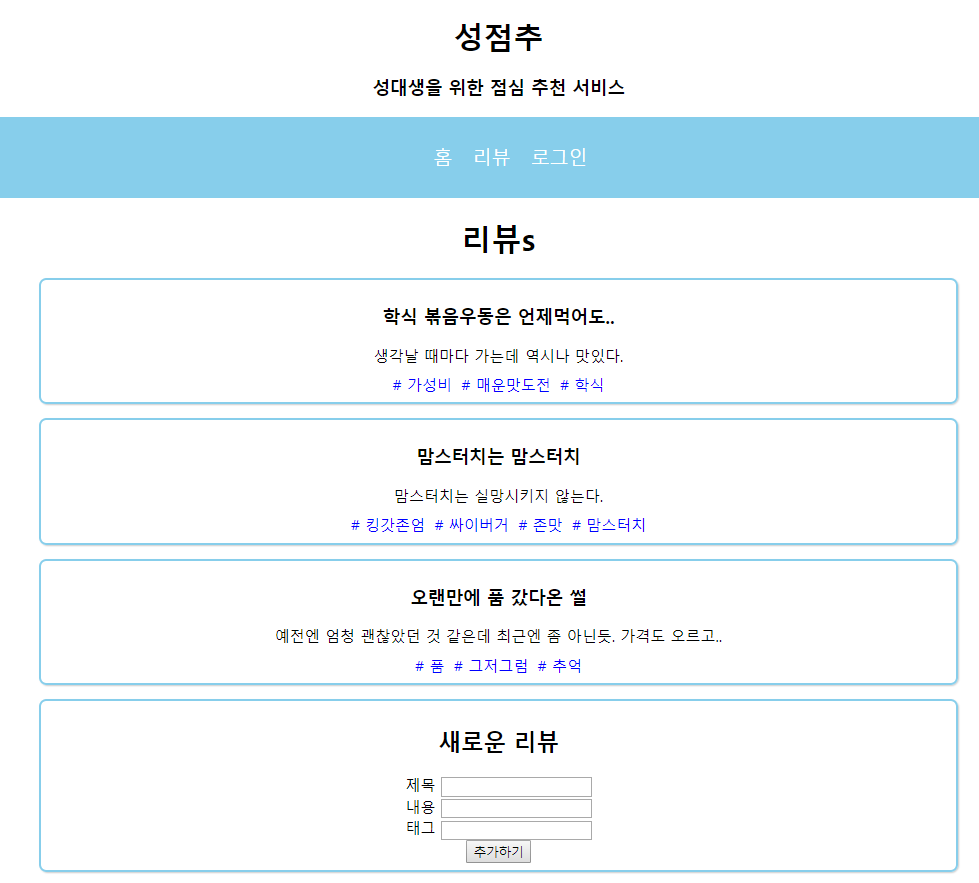 성점추
성대생을 위한 점심 추천 서비스
홈 리뷰 로그인
리뷰s
학식 볶음우동은 언제먹어도..
생각날 때마다 가는데 역시나 맛있다.
# 가성비 # 매운맛도전 # 학식
맘스터치는 맘스터치
맘스터치는 실망시키지 않는다.
# 킹갓존엄 # 싸이버거 # 존맛 # 맘스터치
오랜만에 품 갔다온 썰
예전엔 엄청 괜찮았던 것 같은데 최근엔 좀 아닌듯. 가격도 오르고..
# 품 # 그저그럼 # 추억
새로운 리뷰
제목
내용
태그
추가하기